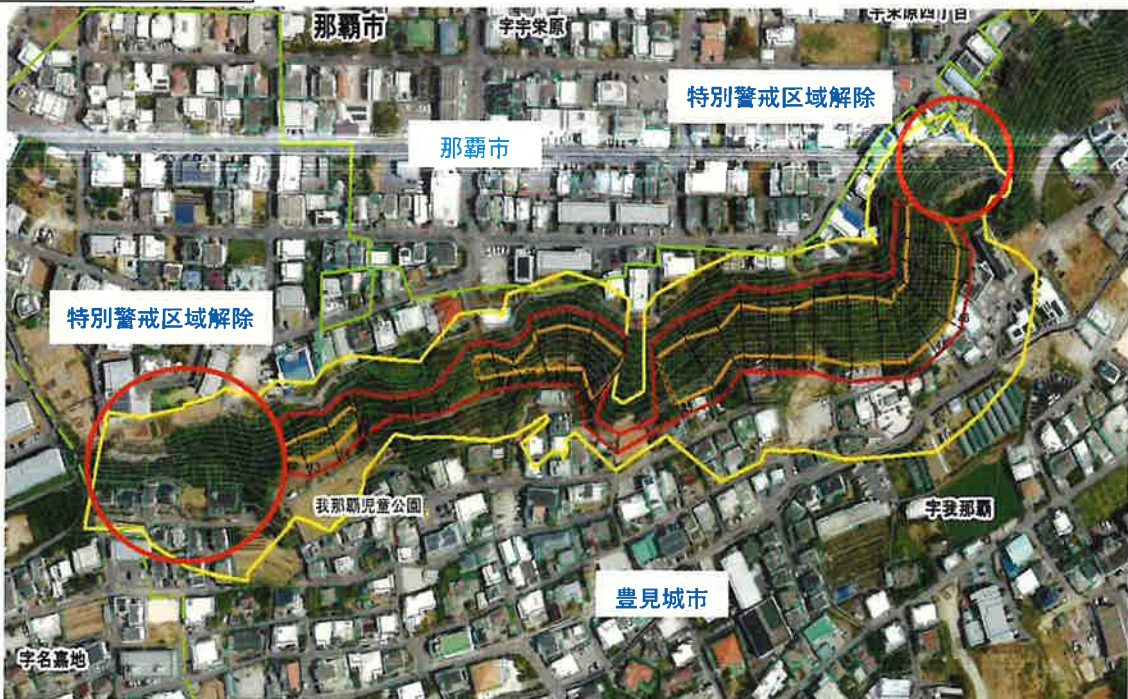 那覇市
字宇栄原
字栄原四丁目
特別警戒区域解除
那覇市
特別警戒区域解除
我那覇児童公園
字我那覇
豊見城市
字名嘉地